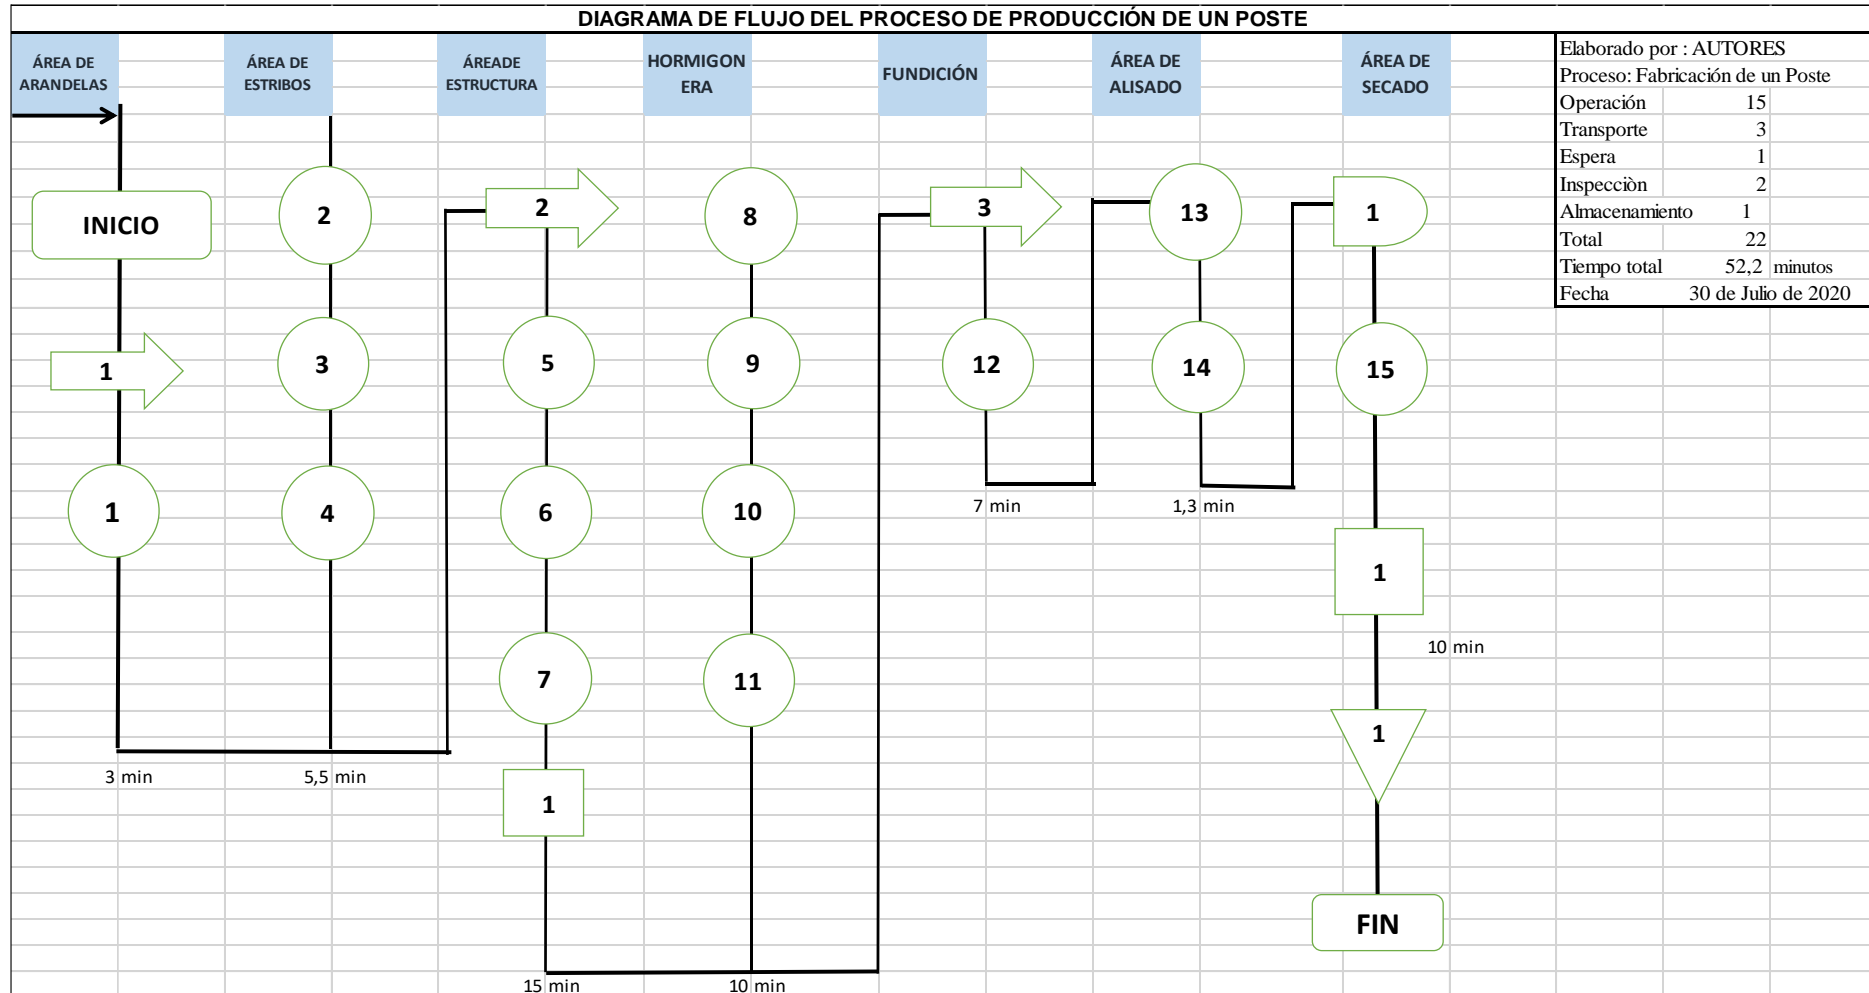 DIAGRAMA DE FLUJO DEL PROCESO DE PRODUCCIÓN DE UN POSTE
ÁREA DE
ARANDELAS
ÁREA DE
ESTRIBOS
ÁREADE
ESTRUCTURA
HORMIGON
ERA
FUNDICIÓN
ÁREA DE
ALISADO
ÁREA DE
SECADO
Elaborado por : AUTORES
Proceso: Fabricación de un Poste
Operación 15
Transporte 3
Espera 1
Inspecciòn 2
Almacenamiento 1
Total 22
Tiempo total 52,2 minutos
Fecha 30 de Julio de 2020
INICIO
1
1
3 min
2
3
4
5,5 min
2
5
6
7
1
15 min
8
9
10
11
10 min
3
12
7 min
13
14
1,3 min
1
15
1
10 min
1
FIN